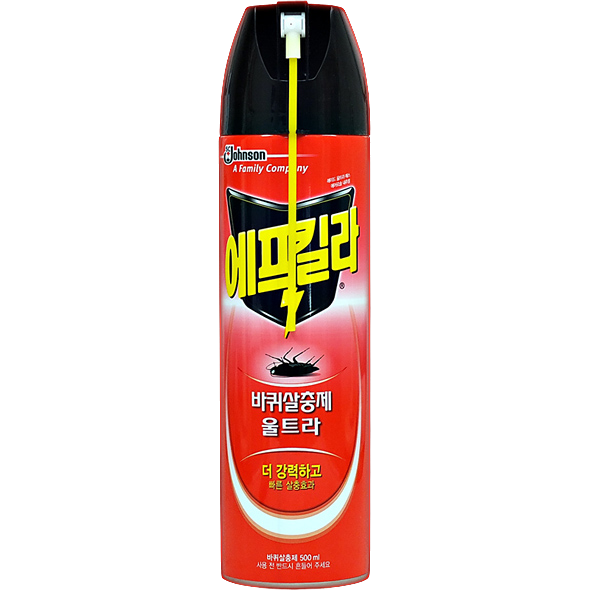 SC
Johnson
A Family Company
에프킬라
®
바퀴살충제
울트라
더 강력하고
빠른 살충효과
바퀴살충제 500 ml
사용 전 반드시 흔들어 주세요